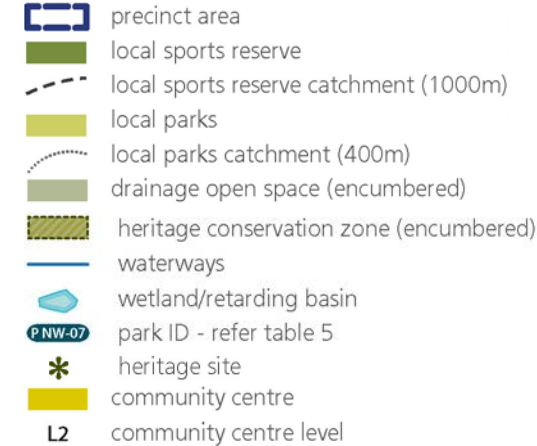 precinct area
local sports reserve
local sports reserve catchment (1000m)
local parks
local parks catchment (400m)
drainage open space (encumbered)
heritage conservation zone (encumbered)
waterways
wetland/retarding basin
P NW-07 park ID - refer table 5
heritage site
community centre
L2 community centre level